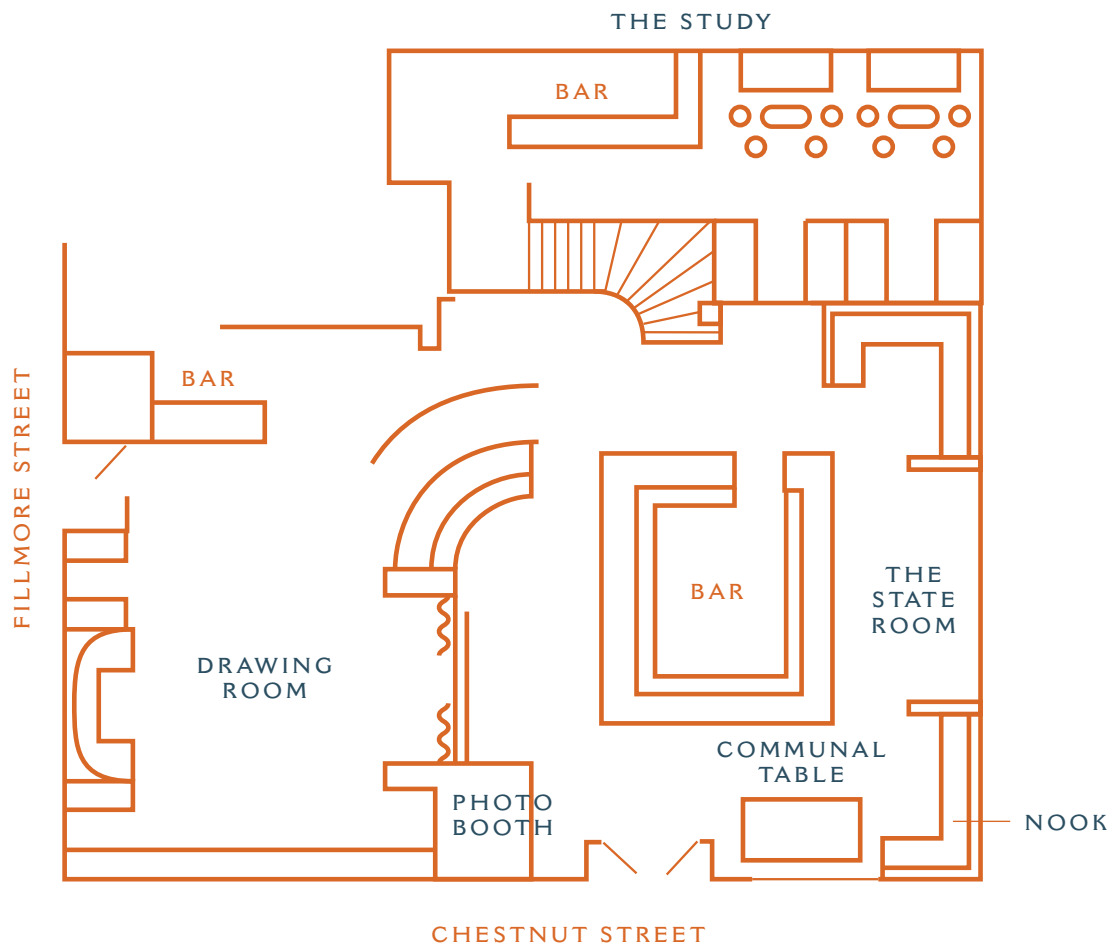 THE STUDY
BAR
BAR
FILLMORE STREET
BAR
THE
STATE
ROOM
DRAWING
ROOM
COMMUNAL
TABLE
PHOTO
BOOTH
NOOK
CHESTNUT STREET